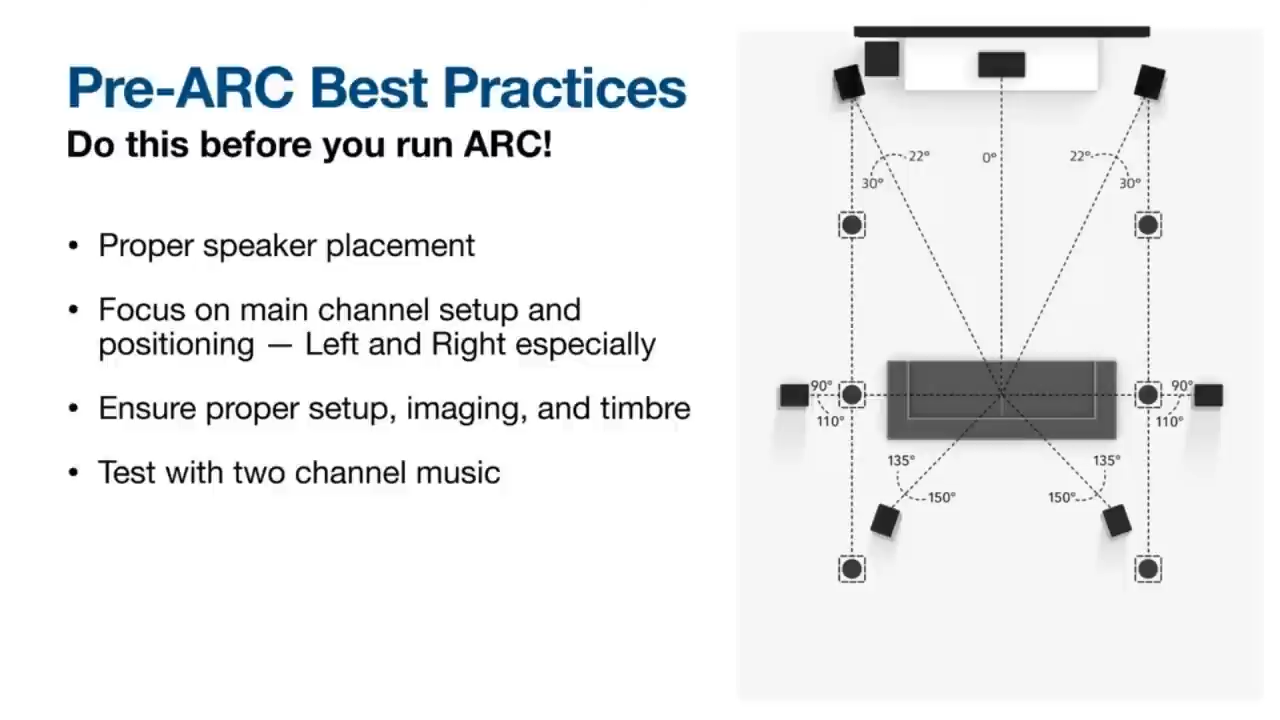 Pre-ARC Best Practices
Do this before you run ARC!
• Proper speaker placement
• Focus on main channel setup and
positioning — Left and Right especially
• Ensure proper setup, imaging, and timbre
• Test with two channel music
22° 0° 22°
30° 30°
90° 90°
110° 110°
135° 135°
150° 150°